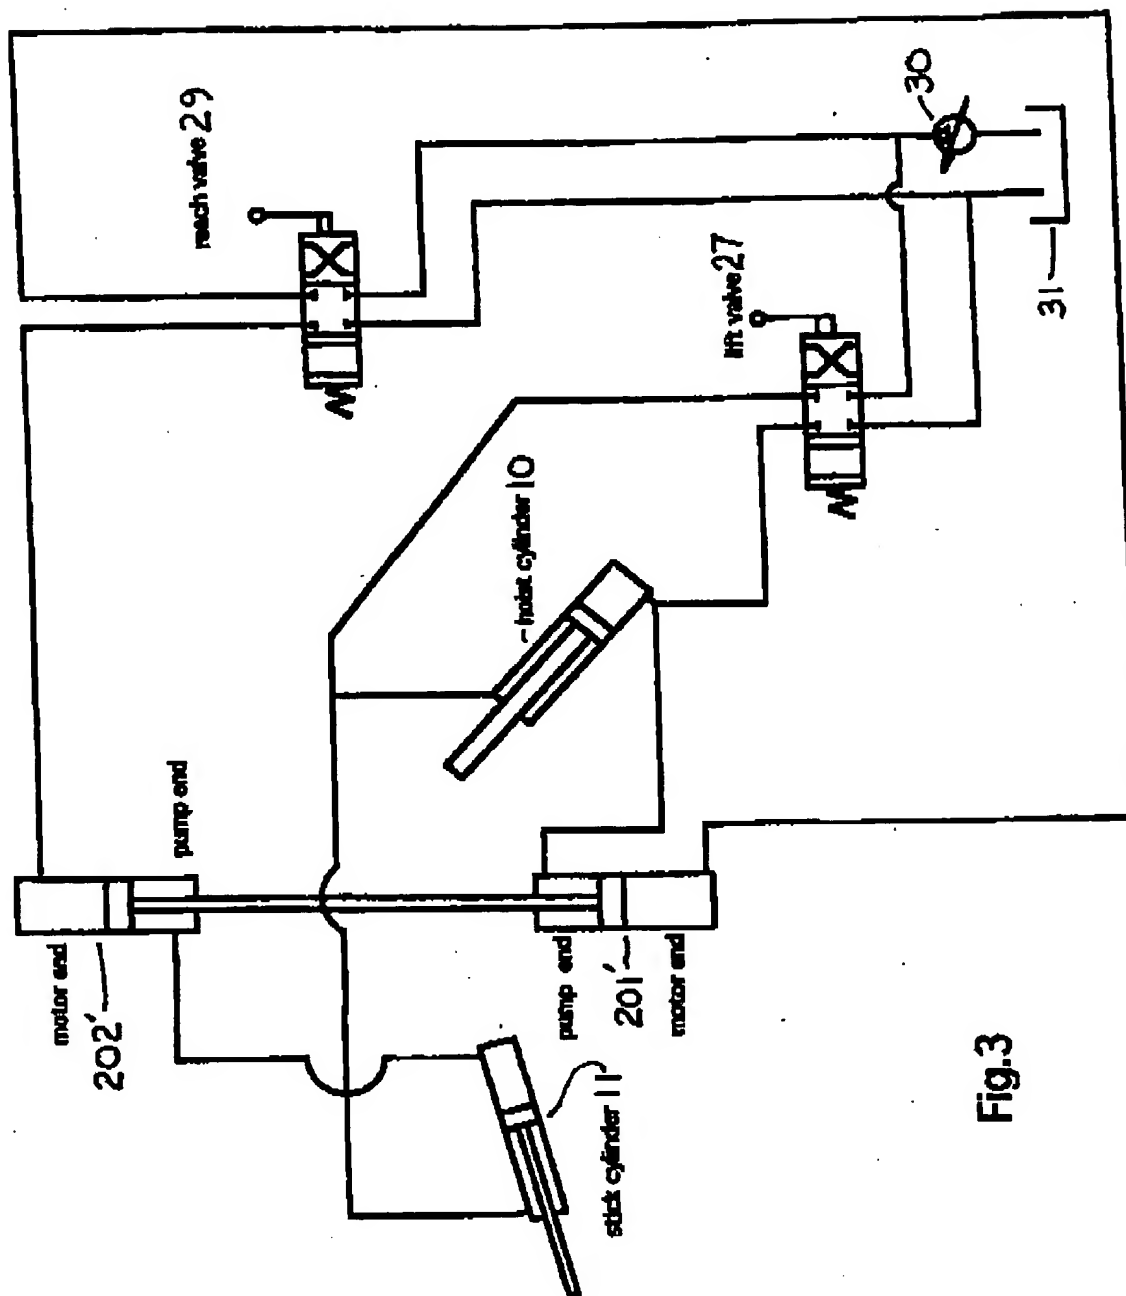 reach valve 29
30
lift valve 27
31
hoist cylinder 10
pump end
motor end
202'
pump end
201'
motor end
stick cylinder 11
Fig.3